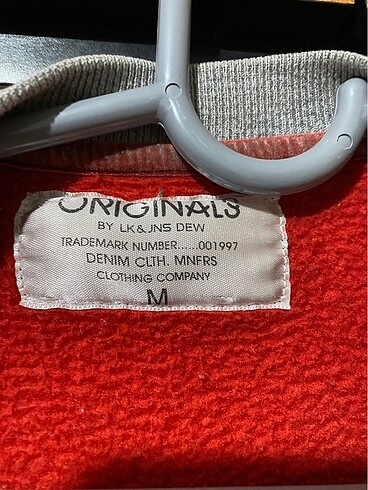 ORIGINALS
BY LK & JNS DEW
TRADEMARK NUMBER......001997
DENIM CLTH. MNFRS
CLOTHING COMPANY
M